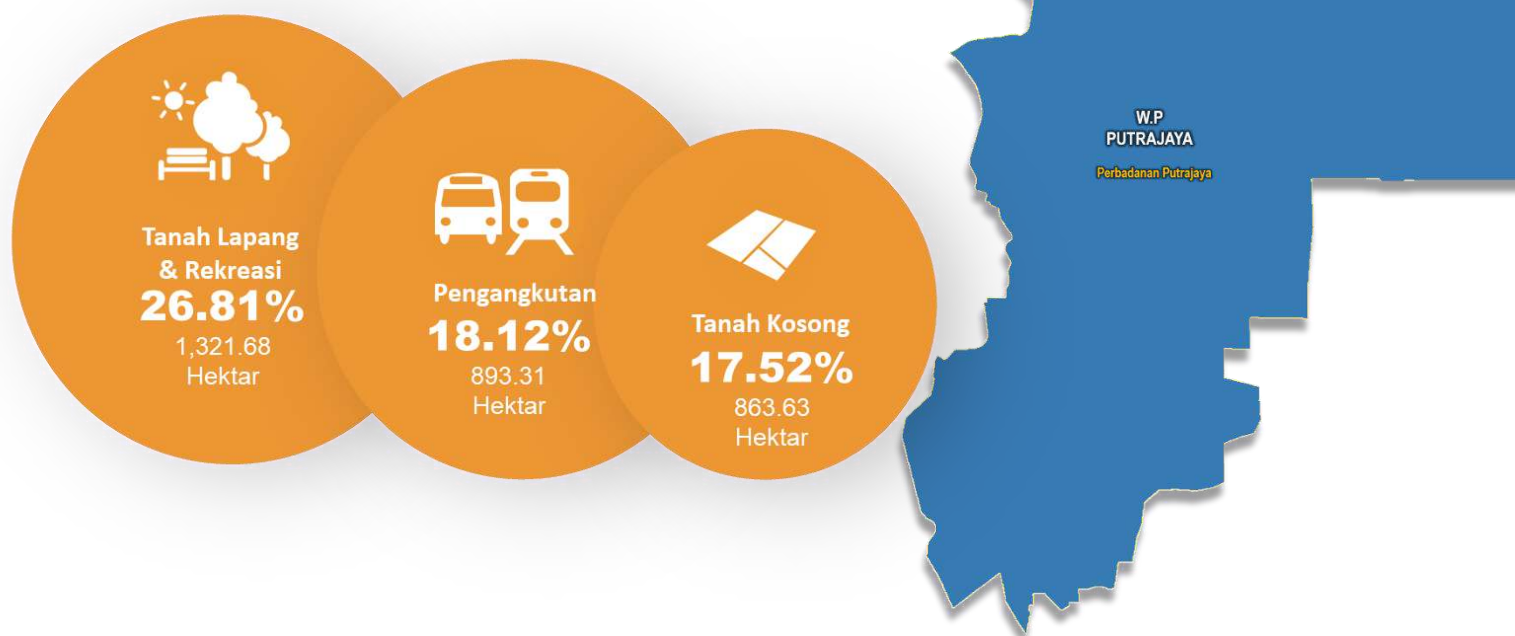 Tanah Lapang
& Rekreasi
26.81%
1,321.68
Hektar
Pengangkutan
18.12%
893.31
Hektar
Tanah Kosong
17.52%
863.63
Hektar
W.P
PUTRAJAYA
Perbadanan Putrajaya